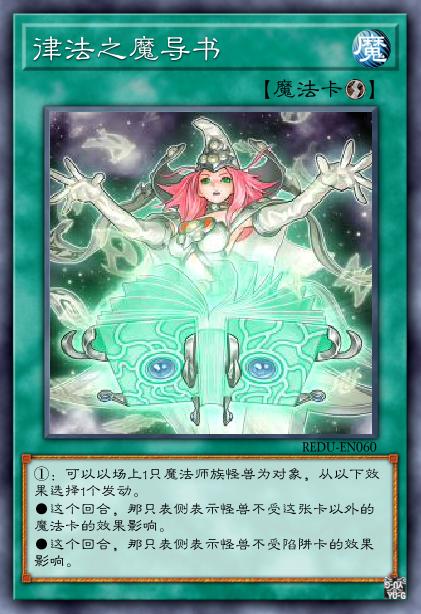 律法之魔导书
魔
【魔法卡】
REDU-EN060
①：可以以场上1只魔法师族怪兽为对象，从以下效
果选择1个发动。
●这个回合，那只表侧表示怪兽不受这张卡以外的
魔法卡的效果影响。
●这个回合，那只表侧表示怪兽不受陷阱卡的效果
影响。